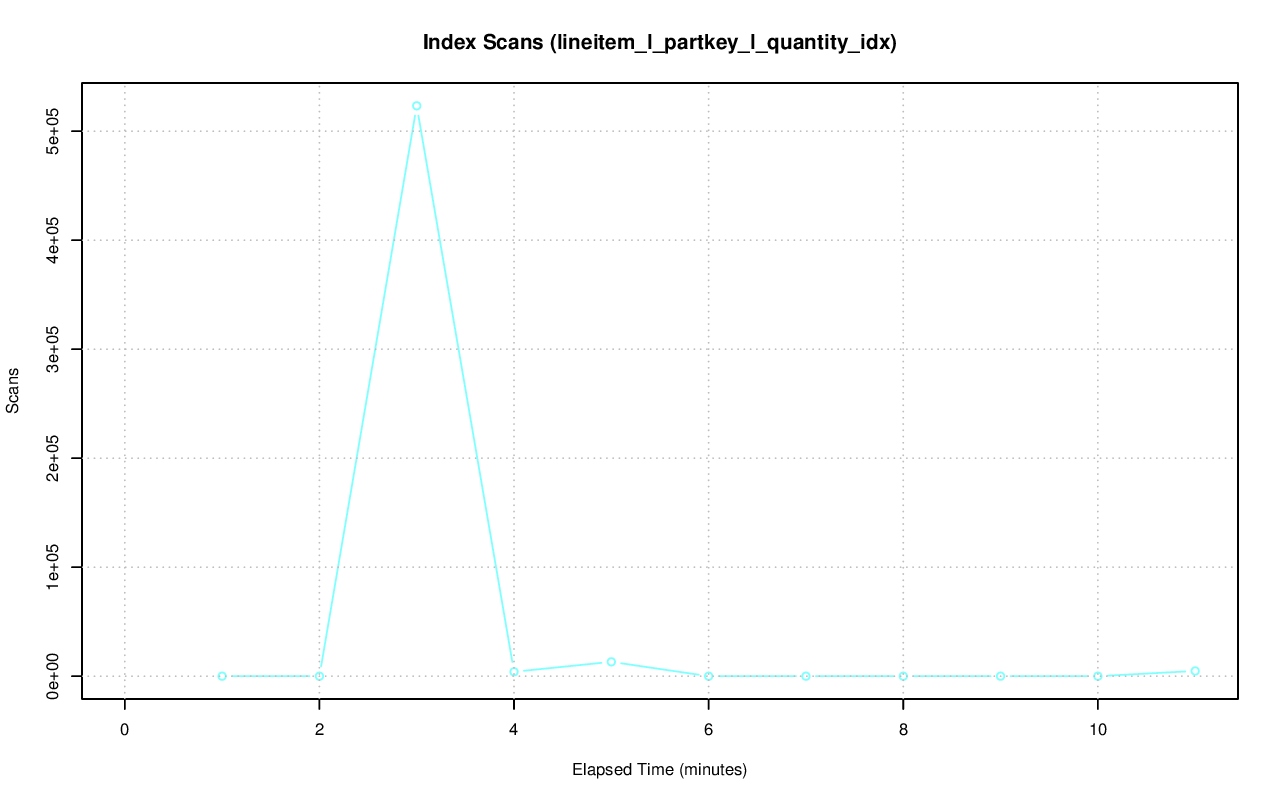 Index Scans (lineitem_l_partkey_l_quantity_idx)
5e+05
4e+05
3e+05
2e+05
1e+05
0e+00
Scans
0 2 4 6 8 10
Elapsed Time (minutes)